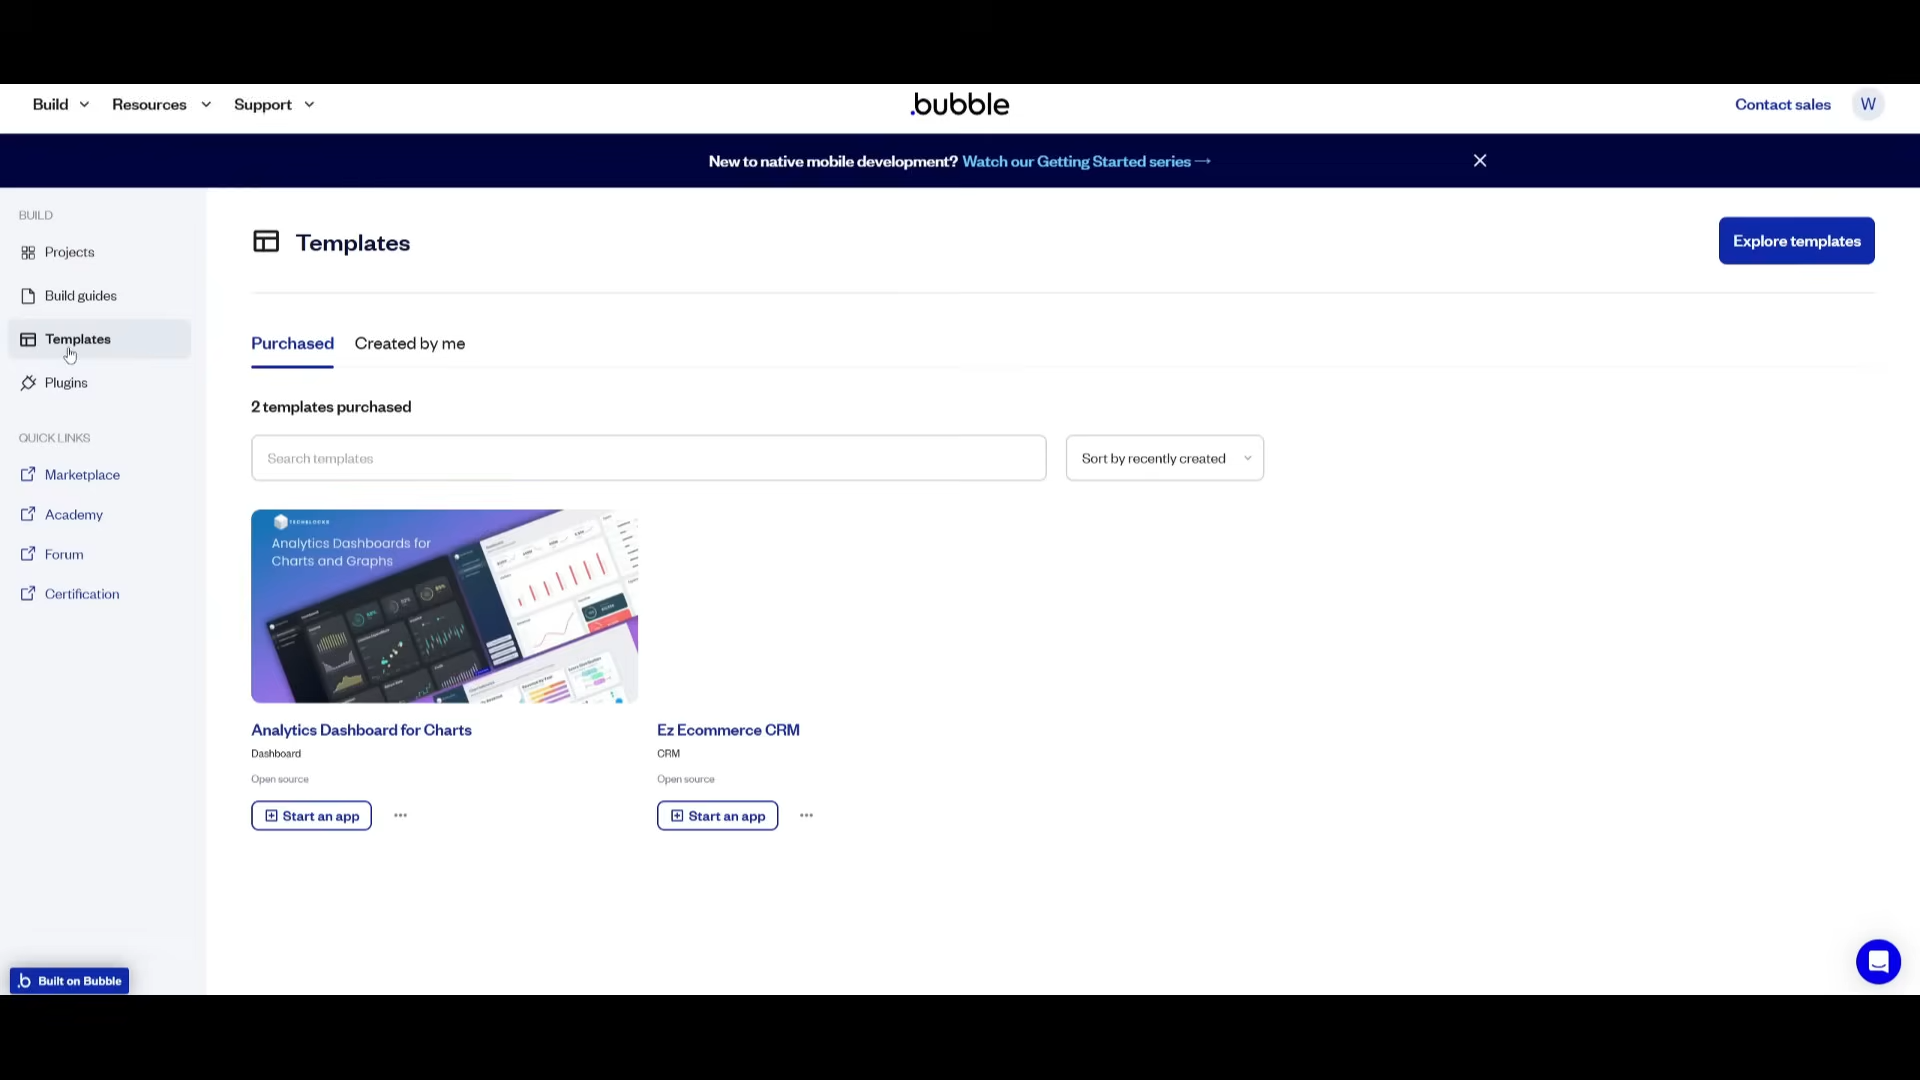 Build
Resources
Support
.bubble
Contact sales
W
New to native mobile development? Watch our Getting Started series →
BUILD
Projects
Build guides
Templates
Plugins
QUICK LINKS
Marketplace
Academy
Forum
Certification
Built on Bubble
Templates
Explore templates
Purchased
Created by me
2 templates purchased
Search templates
Sort by recently created
TECHBLOCKS
Analytics Dashboards for
Charts and Graphs
Analytics Dashboard for Charts
Dashboard
Open source
Start an app
Ez Ecommerce CRM
CRM
Open source
Start an app